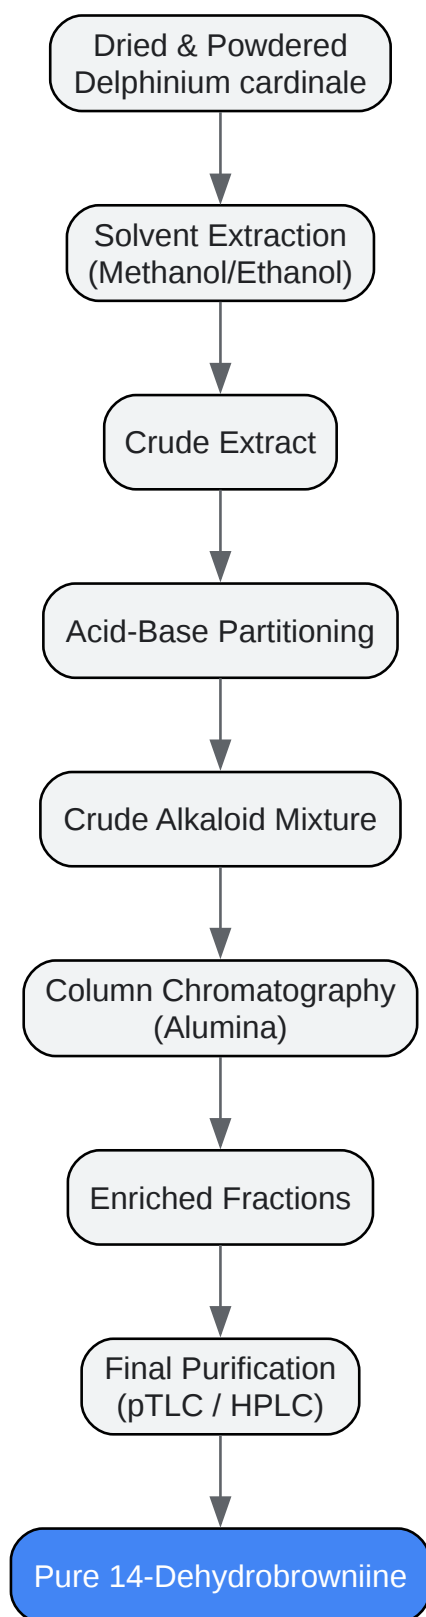 Dried & Powdered
Delphinium cardinale
Solvent Extraction
(Methanol/Ethanol)
Crude Extract
Acid-Base Partitioning
Crude Alkaloid Mixture
Column Chromatography
(Alumina)
Enriched Fractions
Final Purification
(pTLC / HPLC)
Pure 14-Dehydrobrowniine